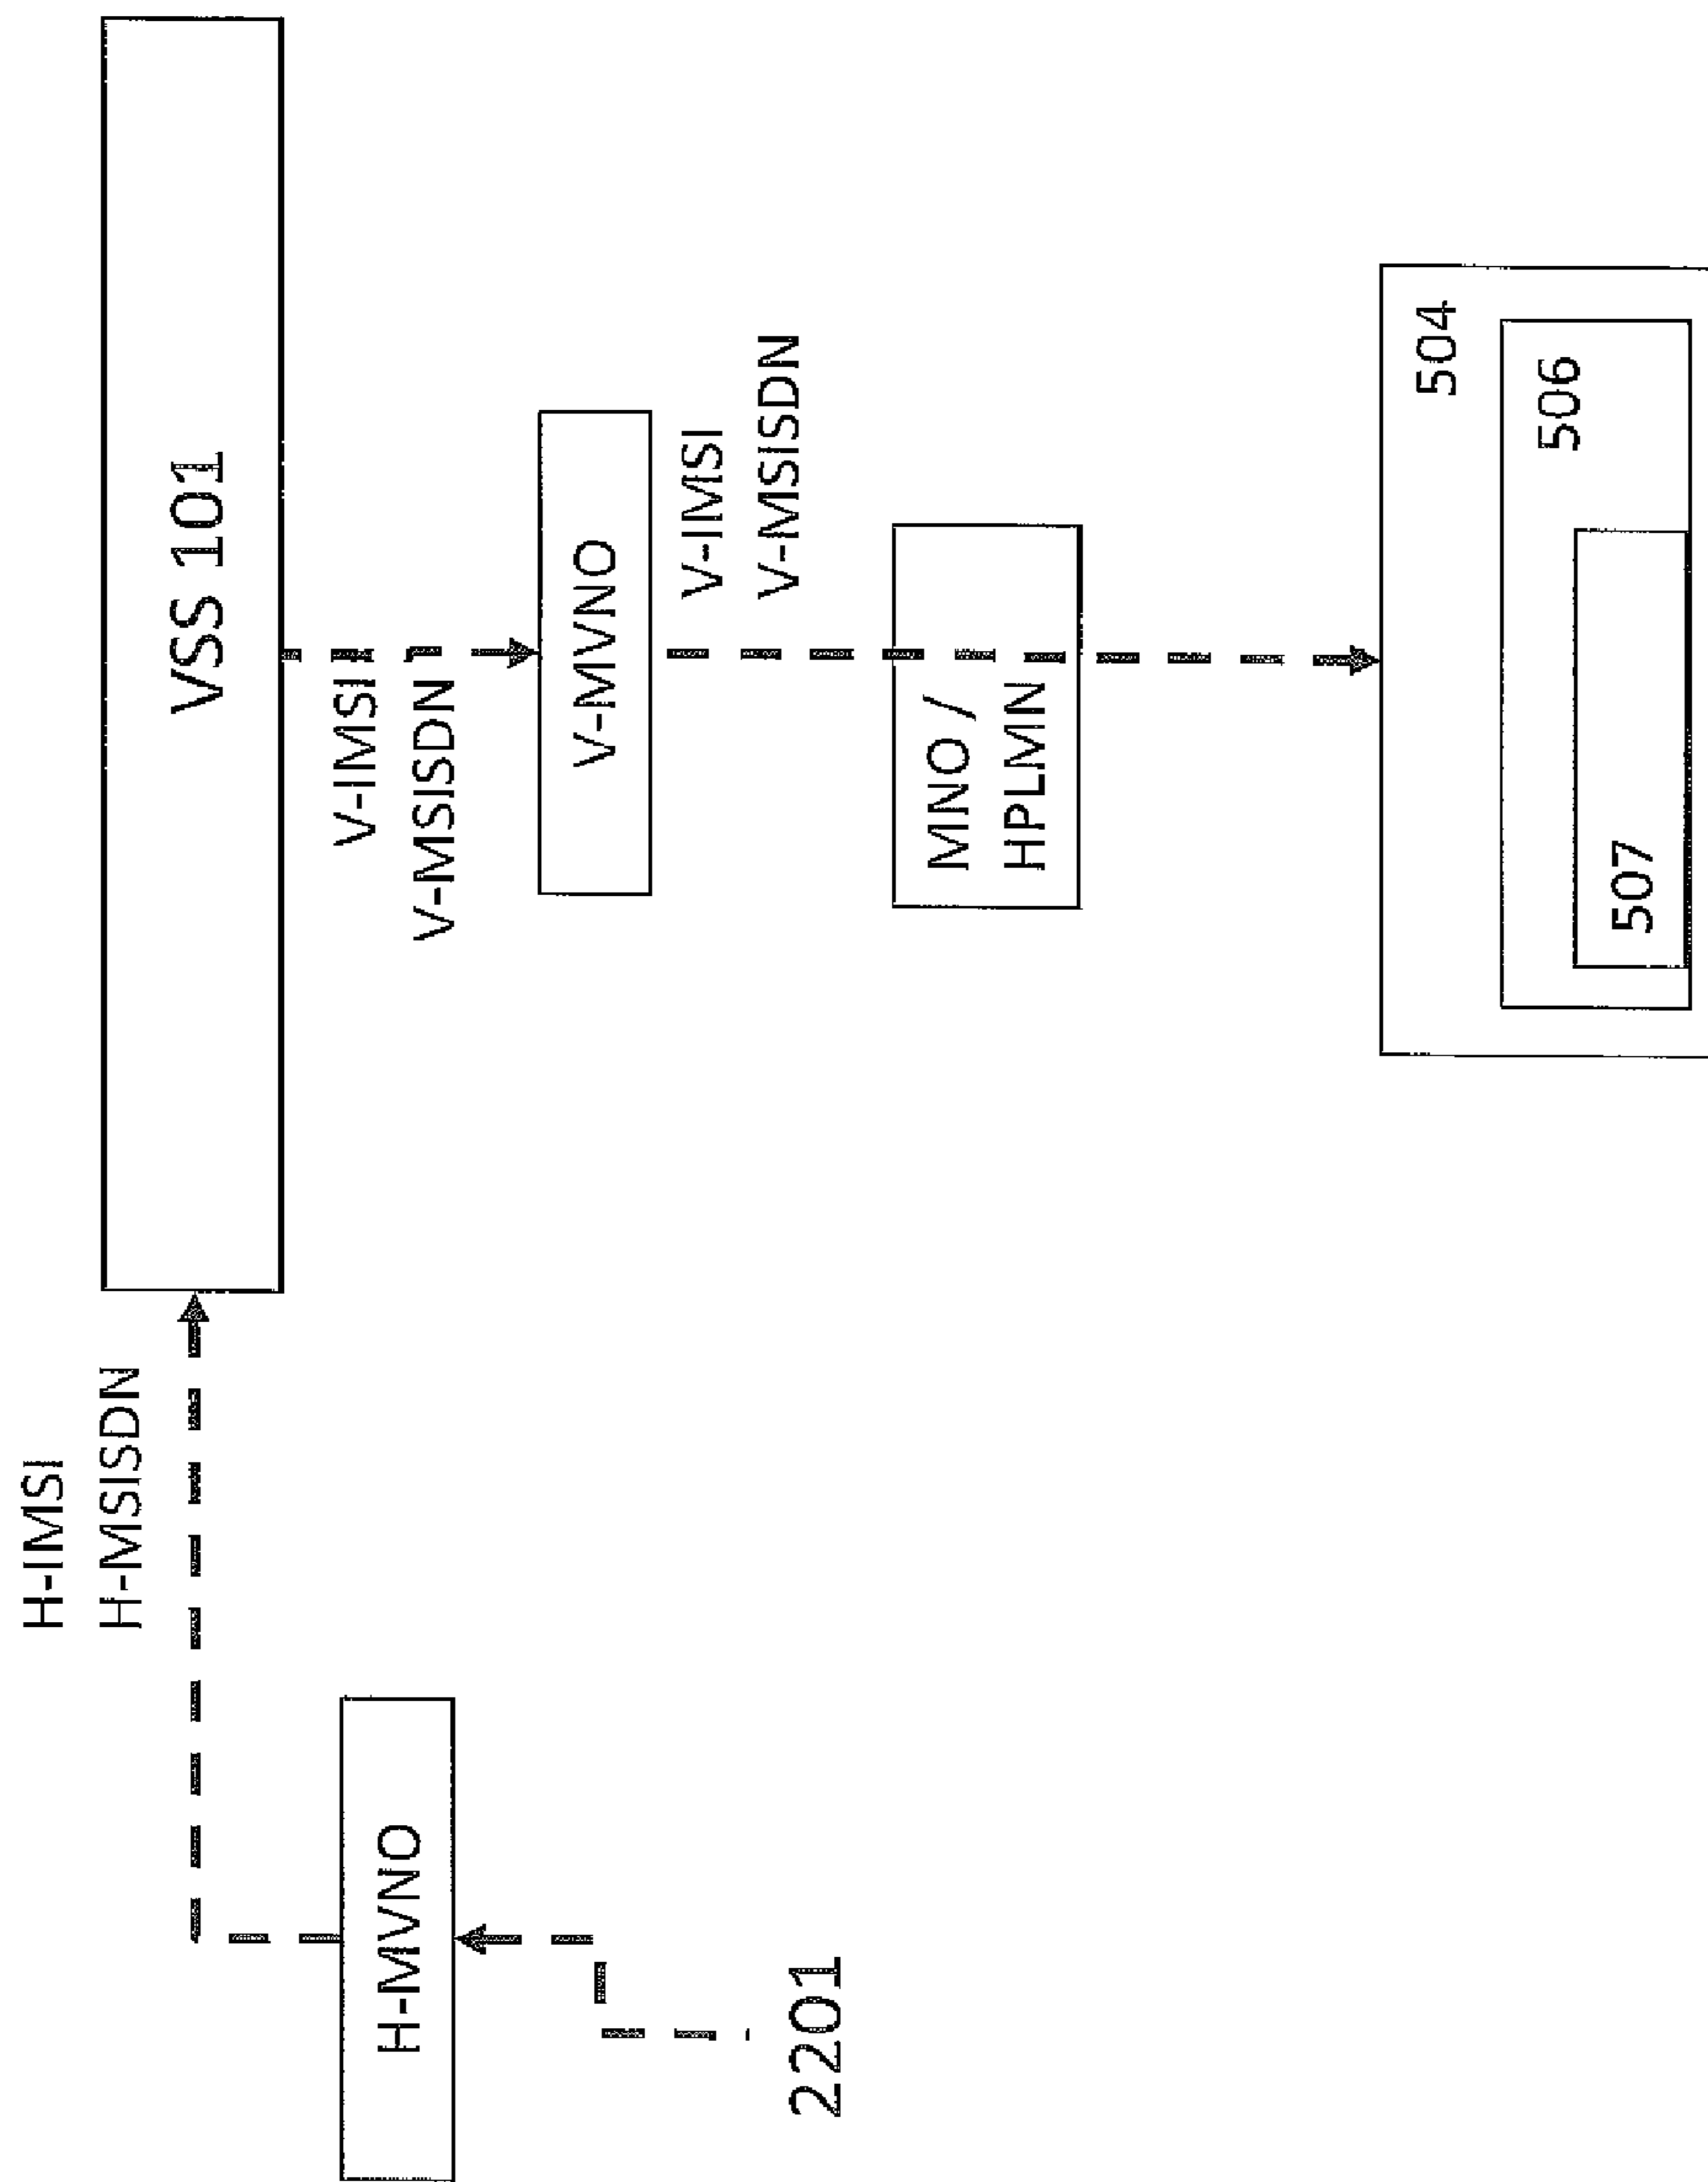 H-IMSI
H-MSISDN
VSS 101
V-IMSI
V-MSISDN
H-MVNO
V-MVNO
V-IMSI
V-MSISDN
2201
MNO /
HPLMN
504
506
507